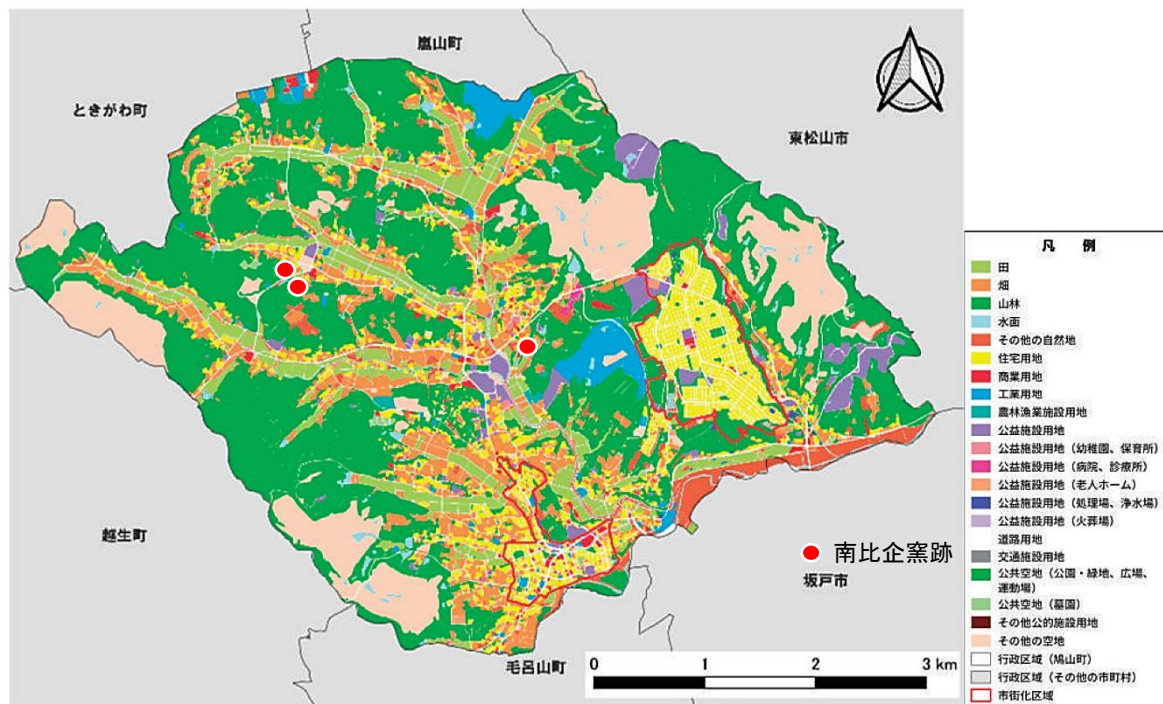 嵐山町
ときがわ町
東松山市
越生町
南比企窯跡
坂戸市
毛呂山町
0 1 2 3 km
凡 例
田
畑
山林
水面
その他の自然地
住宅用地
商業用地
工業用地
農林漁業施設用地
公益施設用地
公益施設用地（幼稚園、保育所）
公益施設用地（病院、診療所）
公益施設用地（老人ホーム）
公益施設用地（処理場、浄水場）
公益施設用地（火葬場）
道路用地
交通施設用地
公共空地（公園・緑地、広場、
運動場）
公共空地（墓園）
その他公的施設用地
その他の空地
行政区域（鳩山町）
行政区域（その他の市町村）
市街化区域